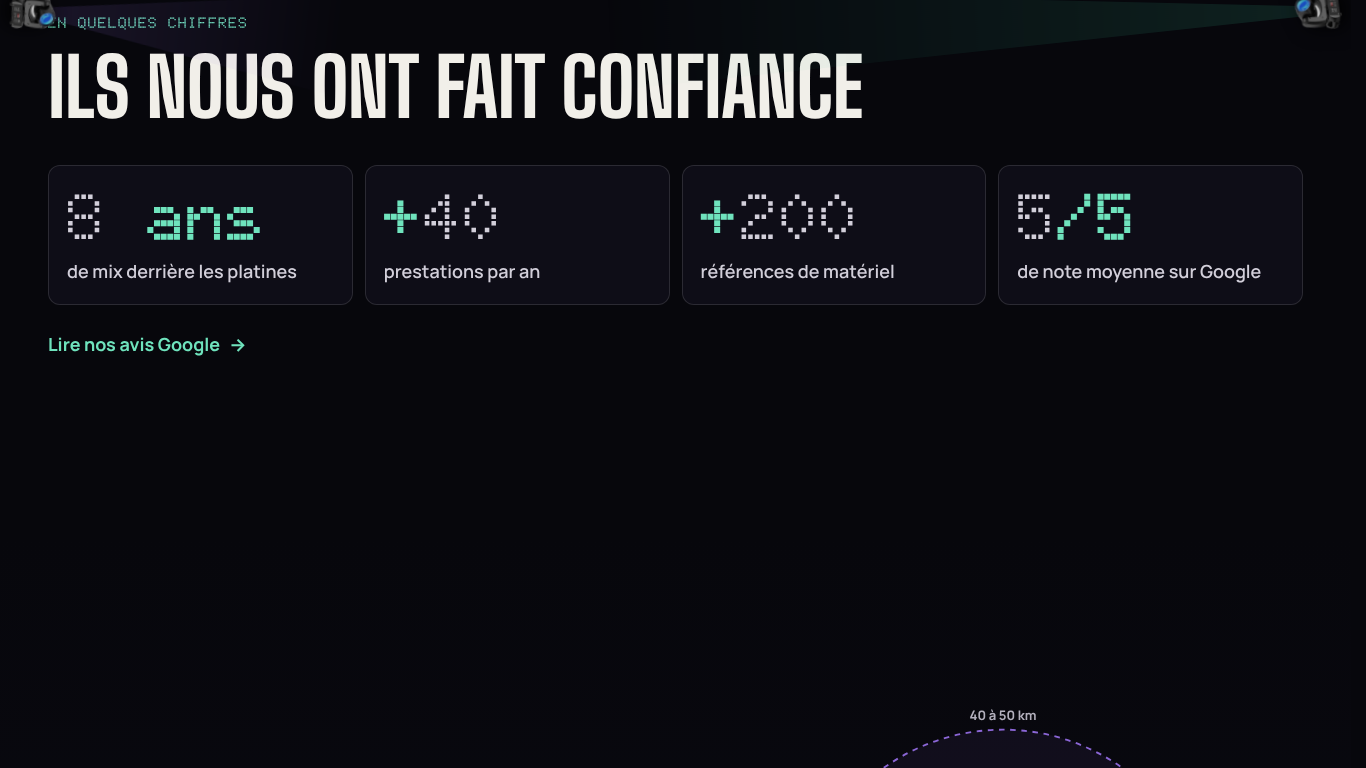 EN QUELQUES CHIFFRES
ILS NOUS ONT FAIT CONFIANCE
8 ans
de mix derrière les platines
+40
prestations par an
+200
références de matériel
5/5
de note moyenne sur Google
Lire nos avis Google →
40 à 50 km